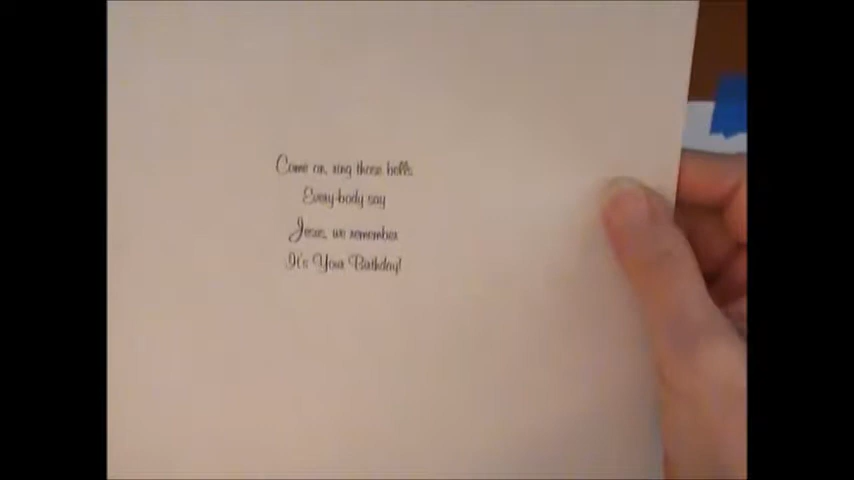 Come on, ring those bells
Every-body say
Jesus, we remember
It's Your Birthday!